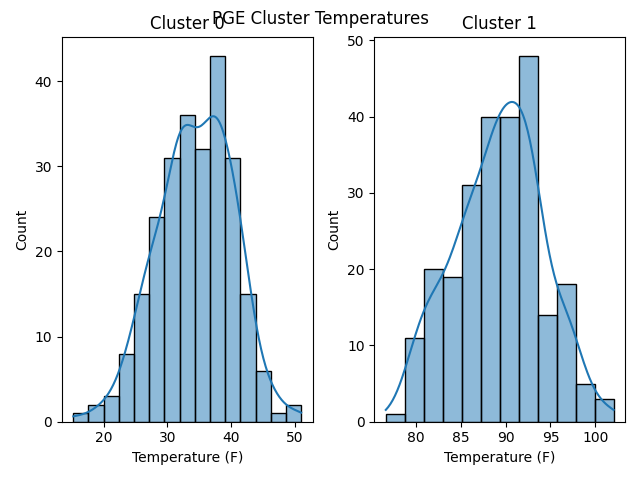 PGE Cluster Temperatures
Cluster 0
Cluster 1
40
30
20
10
0
Count
20 30 40 50
Temperature (F)
50
40
30
20
10
0
Count
80 85 90 95 100
Temperature (F)